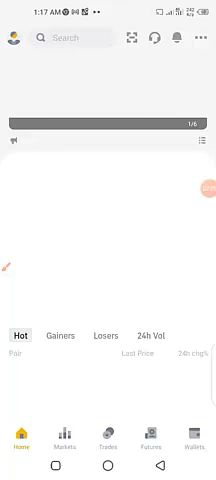 1:17 AM
Search
1/6
Hot Gainers Losers 24h Vol
Pair Last Price 24h chg%
Home Markets Trades Futures Wallets